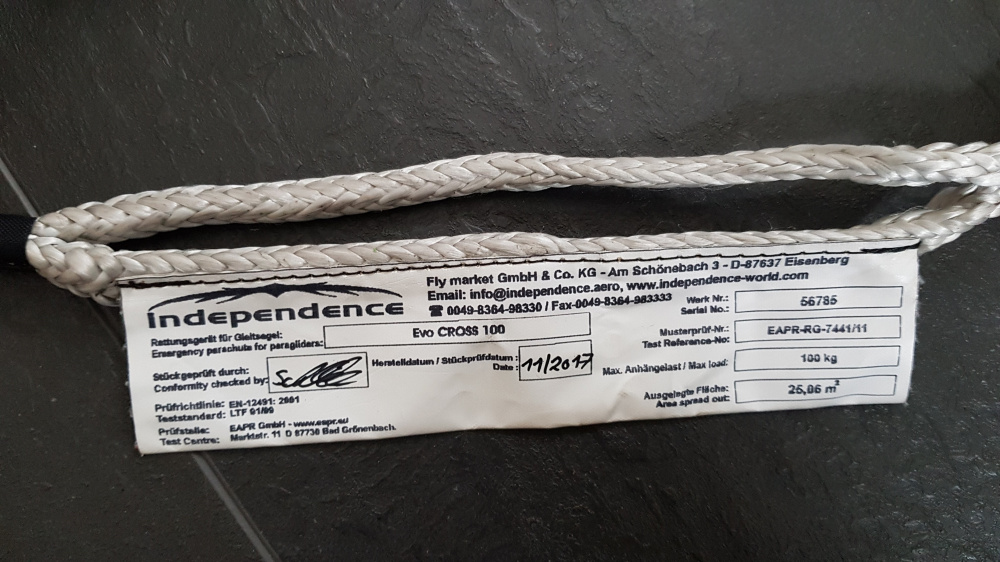 independence
Fly market GmbH & Co. KG - Am Schönebach 3 - D-87637 Eisenberg
Email: info@independence.aero, www.independence-world.com
☎ 0049-8364-98330 / Fax-0049-8364-983333
Rettungsgerät für Gleitsegel:
Emergency parachute for paragliders:
Evo CROSS 100
Stückgeprüft durch:
Conformity checked by:
Herstelldatum / Stückprüfdatum :
Date :
11/2017
Prüfrichtlinie: EN-12491: 2001
Teststandard: LTF 91/09
Prüfstelle: EAPR GmbH - www.eapr.eu
Test Centre: Marktstr. 11 D 87730 Bad Grönenbach.
Werk Nr.:
Serial No.:
56785
Musterprüf-Nr.:
Test Reference-No:
EAPR-RG-7441/11
Max. Anhängelast / Max load:
100 kg
Ausgelegte Fläche:
Area spread out:
25,06 m²